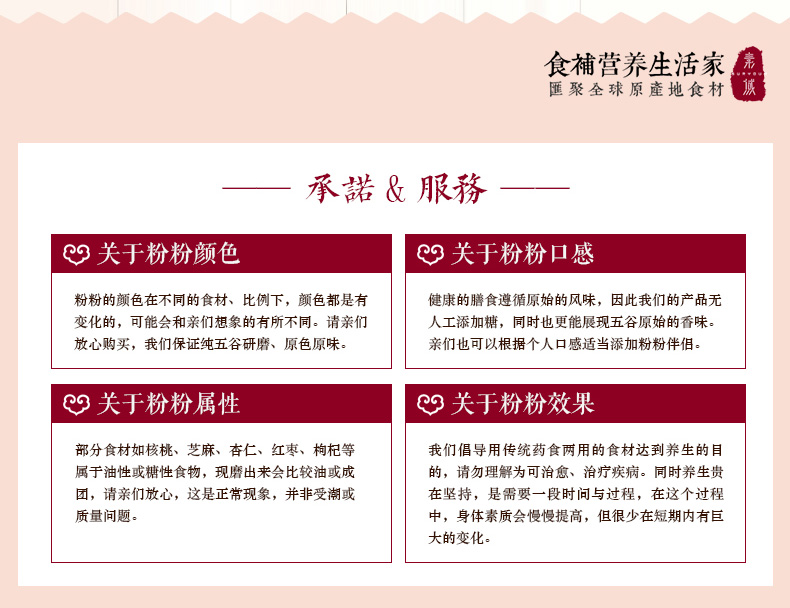 食補营养生活家
匯聚全球原產地食材
素诚
承諾 & 服務
关于粉粉颜色
粉粉的颜色在不同的食材、比例下，颜色都是有
变化的，可能会和亲们想象的有所不同。请亲们
放心购买，我们保证纯五谷研磨、原色原味。
关于粉粉口感
健康的膳食遵循原始的风味，因此我们的产品无
人工添加糖，同时也更能展现五谷原始的香味。
亲们也可以根据个人口感适当添加粉粉伴侣。
关于粉粉属性
部分食材如核桃、芝麻、杏仁、红枣、枸杞等
属于油性或糖性食物，现磨出来会比较油或成
团，请亲们放心，这是正常现象，并非受潮或
质量问题。
关于粉粉效果
我们倡导用传统药食两用的食材达到养生的目
的，请勿理解为可治愈、治疗疾病。同时养生贵
在坚持，是需要一段时间与过程，在这个过程
中，身体素质会慢慢提高，但很少在短期内有巨
大的变化。